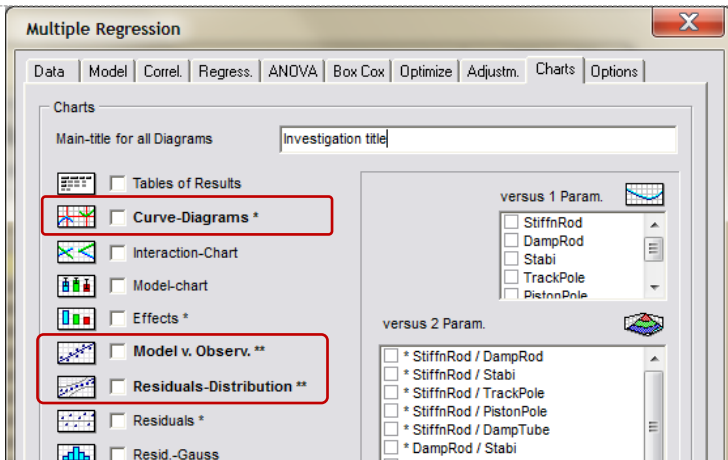 Multiple Regression
X
Data Model Correl. Regress. ANOVA Box Cox Optimize Adjustm. Charts Options
Charts
Main-title for all Diagrams Investigation title
Tables of Results
Curve-Diagrams *
Interaction-Chart
Model-chart
Effects *
Model v. Observ. **
Residuals-Distribution **
Residuals *
Resid.-Gauss
versus 1 Param.
StiffnRod
DampRod
Stabi
TrackPole
PistonPole
versus 2 Param.
* StiffnRod / DampRod
* StiffnRod / Stabi
* StiffnRod / TrackPole
* StiffnRod / PistonPole
* StiffnRod / DampTube
* DampRod / Stabi